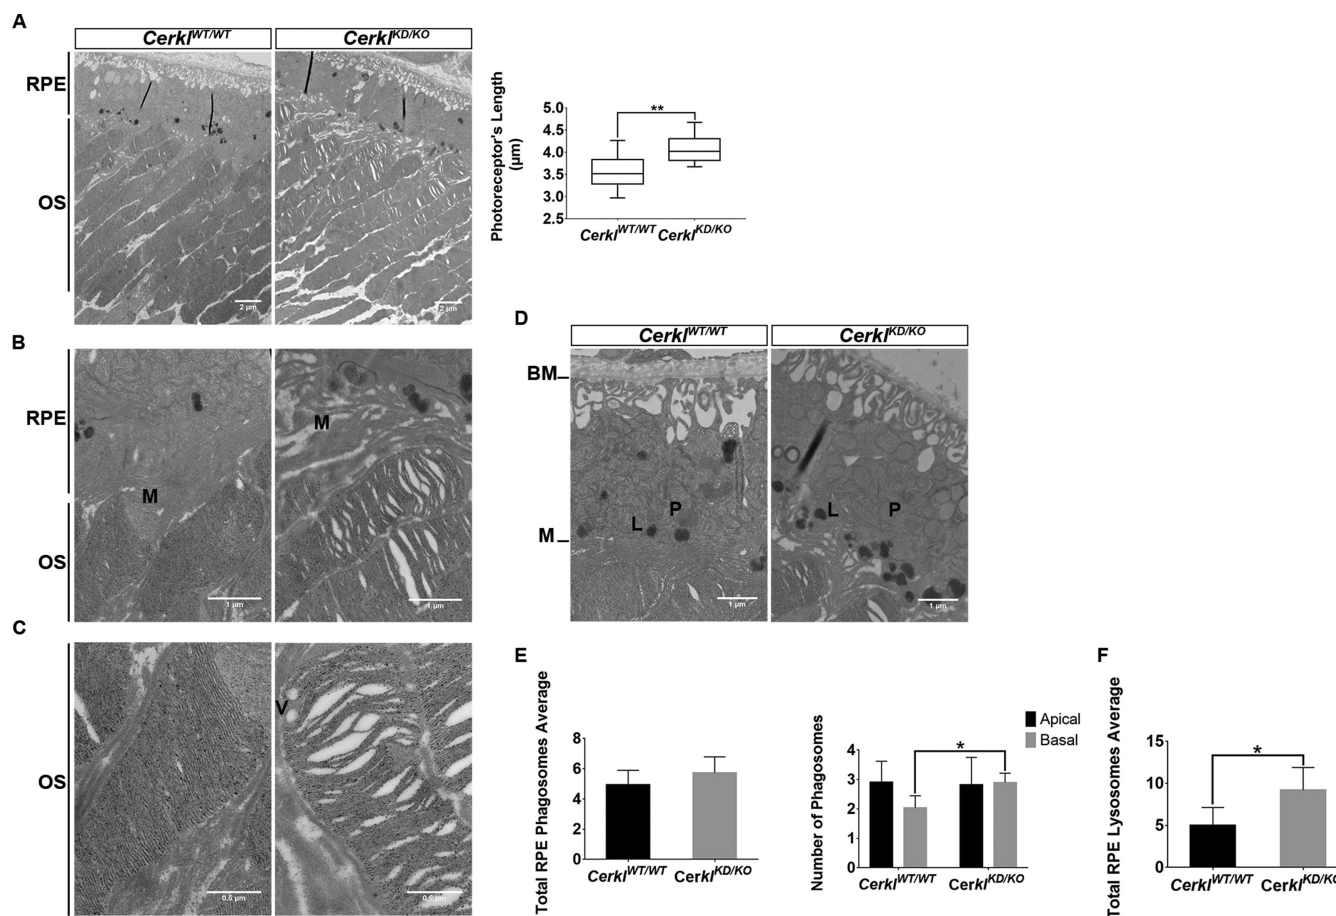 A
Cerkl^WT/WT Cerkl^KD/KO
RPE
OS
2 μm 2 μm
Photoreceptor's Length
(μm)
5.0
4.5
4.0
3.5
3.0
2.5
**
Cerkl^WT/WT Cerkl^KD/KO
B
RPE
OS
M M
1 μm 1 μm
C
OS
V
0.5 μm 0.5 μm
D
Cerkl^WT/WT Cerkl^KD/KO
BM
M
L P L P
1 μm 1 μm
E
Total RPE Phagosomes Average
8
6
4
2
0
Cerkl^WT/WT Cerkl^KD/KO
Number of Phagosomes
4
3
2
1
0
*
Apical
Basal
Cerkl^WT/WT Cerkl^KD/KO
F
Total RPE Lysosomes Average
15
10
5
0
*
Cerkl^WT/WT Cerkl^KD/KO